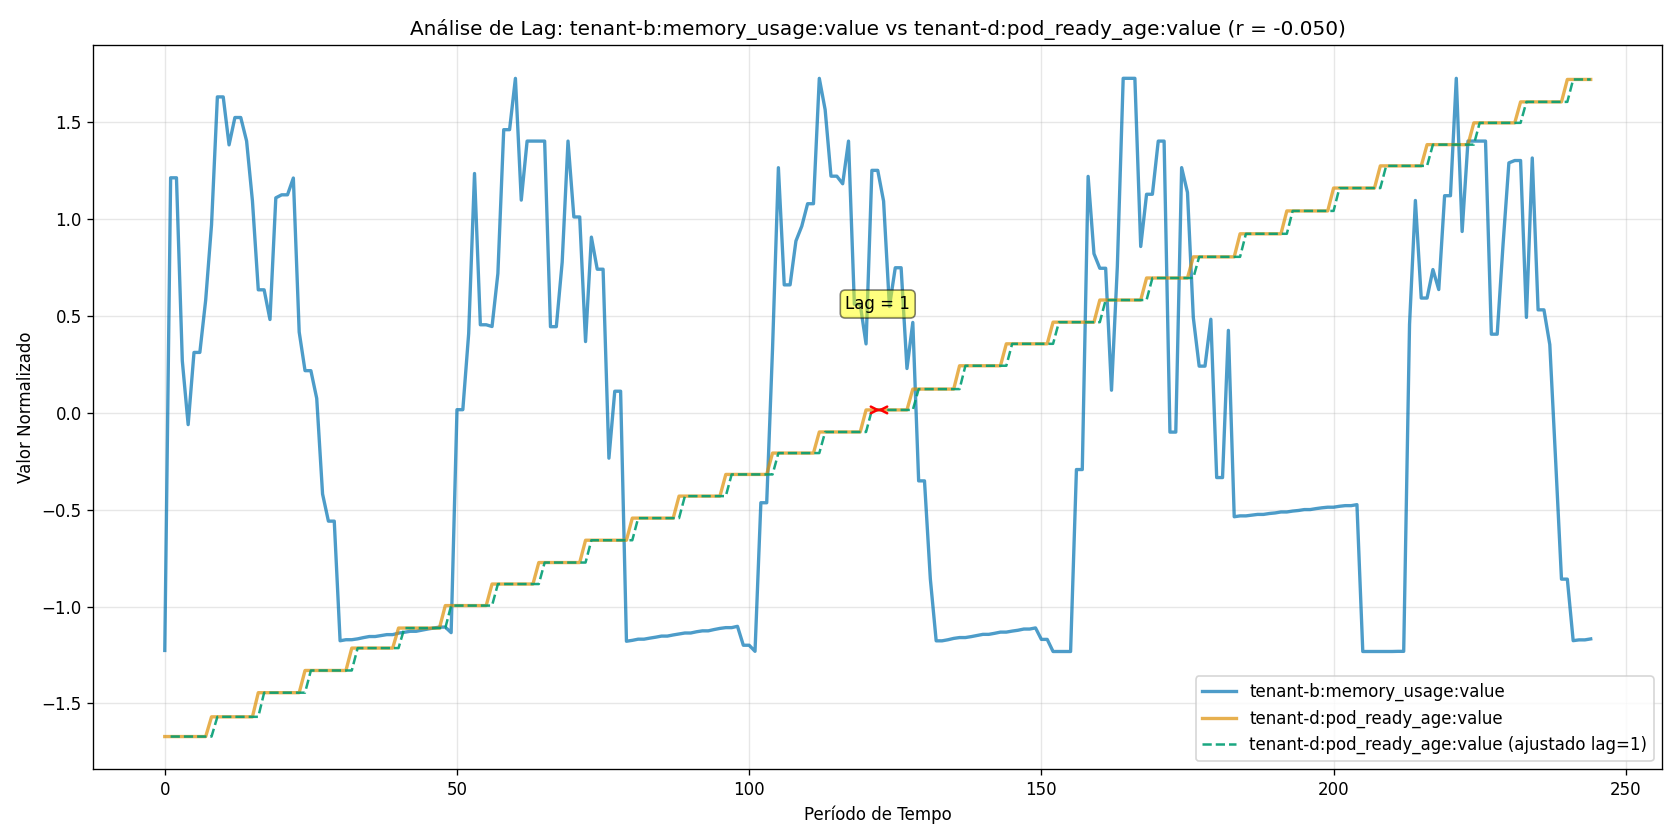 Análise de Lag: tenant-b:memory_usage:value vs tenant-d:pod_ready_age:value (r = -0.050)
Valor Normalizado
1.5
1.0
0.5
0.0
−0.5
−1.0
−1.5
Lag = 1
tenant-b:memory_usage:value
tenant-d:pod_ready_age:value
tenant-d:pod_ready_age:value (ajustado lag=1)
0 50 100 150 200 250
Período de Tempo